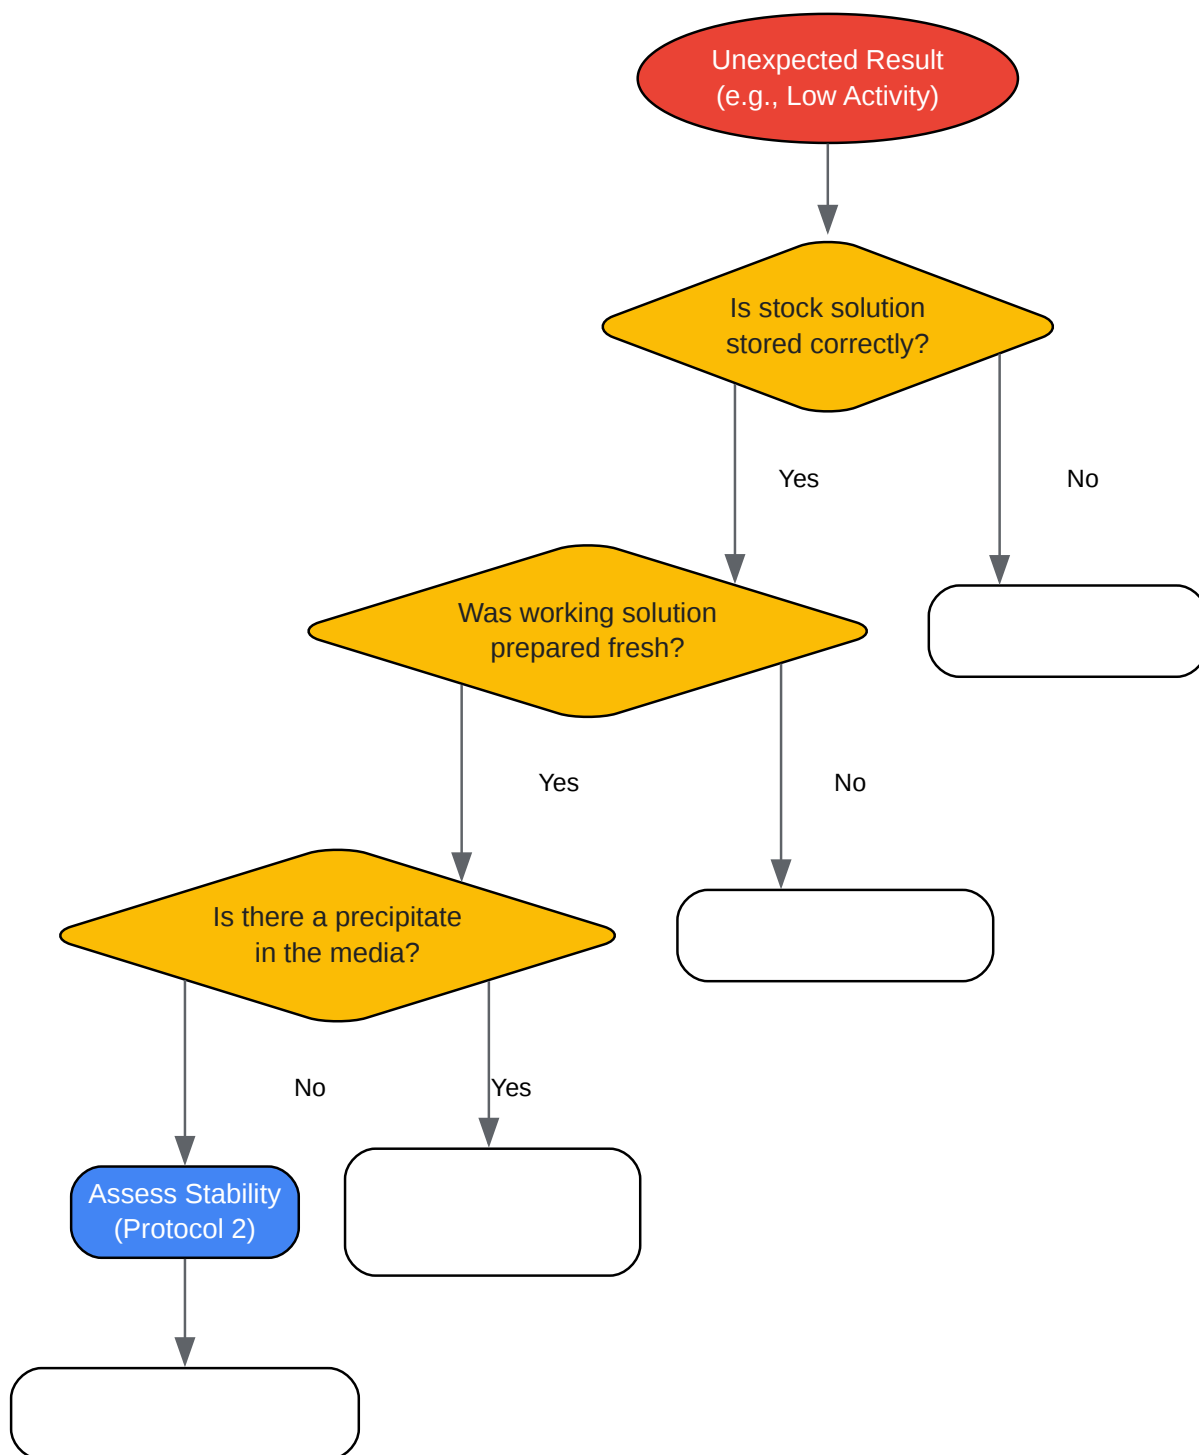 Unexpected Result
(e.g., Low Activity)
Is stock solution
stored correctly?
Yes
No
Was working solution
prepared fresh?
Yes
No
Is there a precipitate
in the media?
No
Yes
Assess Stability
(Protocol 2)